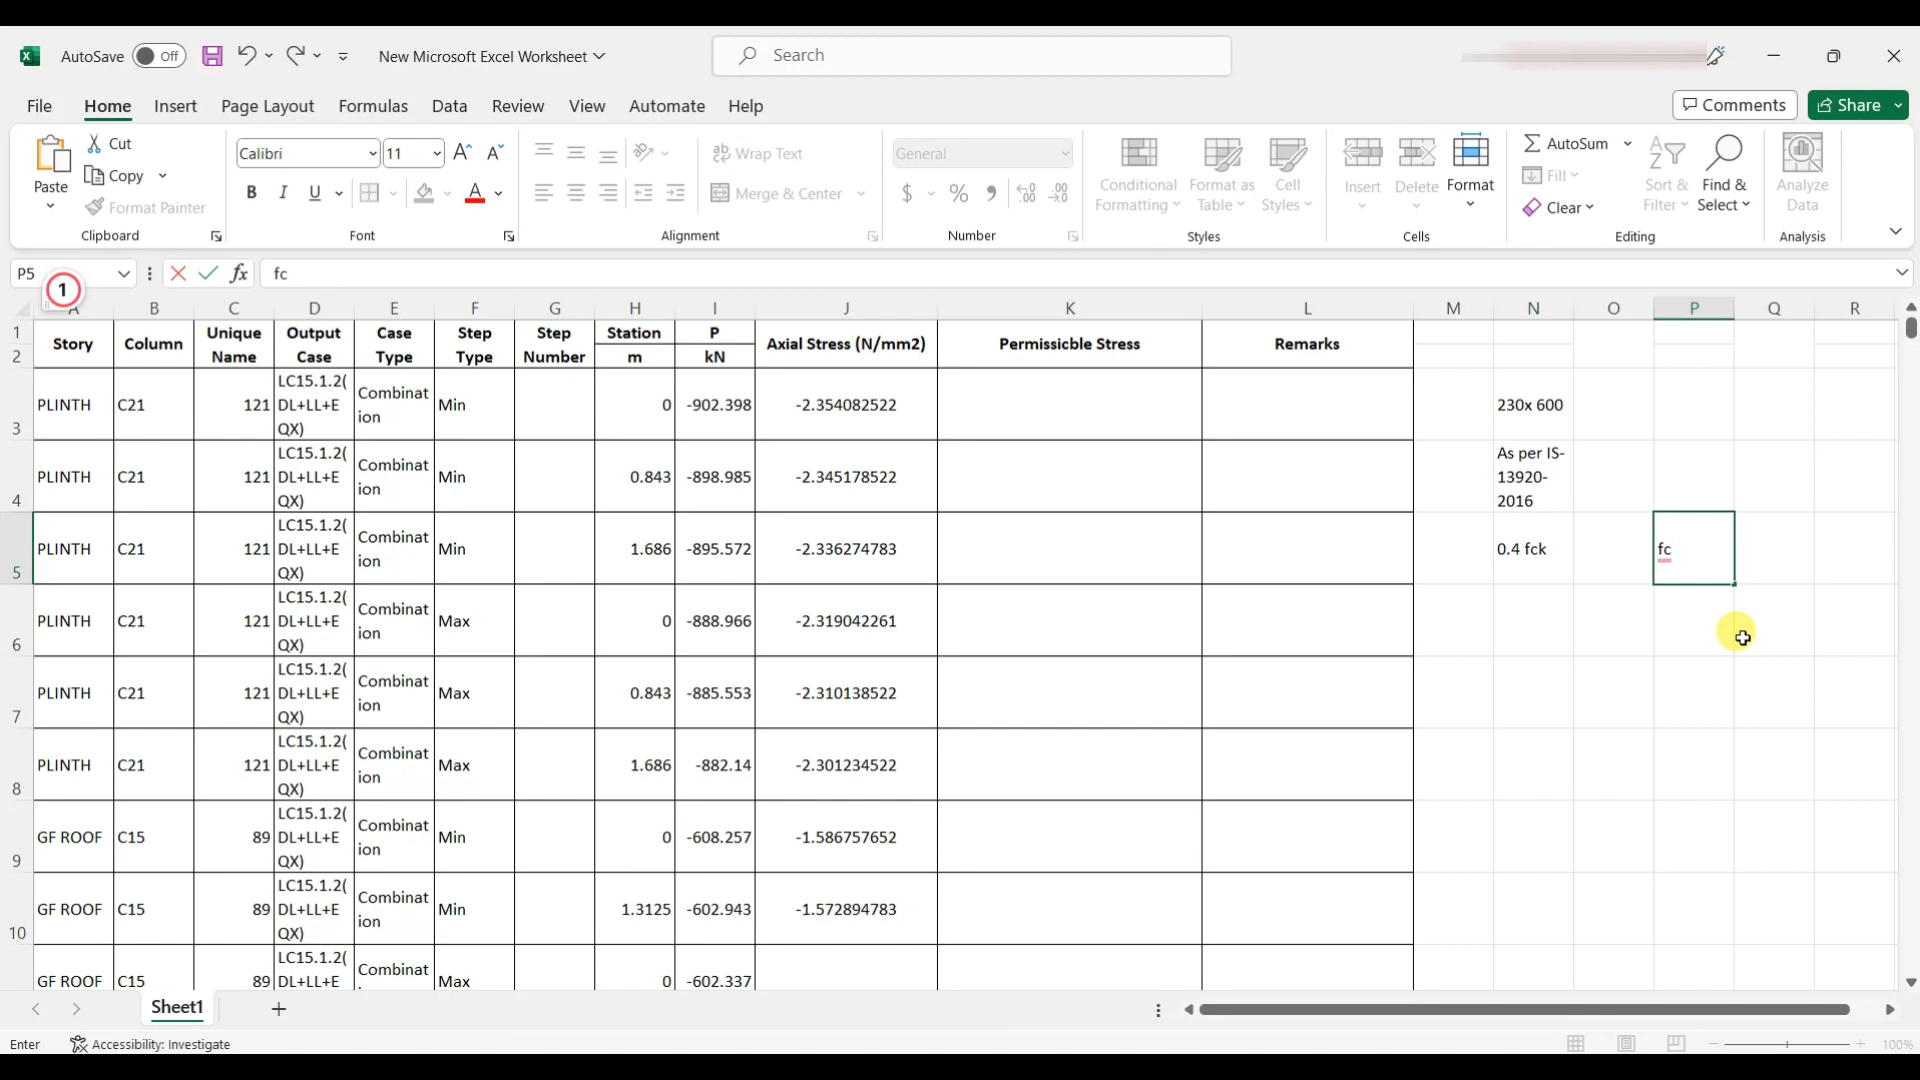 AutoSave Off New Microsoft Excel Worksheet Search
File Home Insert Page Layout Formulas Data Review View Automate Help Comments Share
Paste Cut Copy Format Painter Clipboard
Calibri 11 A A B I U A Font
Wrap Text Merge & Center Alignment
General $ % Number
Conditional Formatting Format as Table Cell Styles Styles
Insert Delete Format Cells
AutoSum Fill Clear Sort & Filter Find & Select Editing
Analyze Data Analysis
P5 fx fc
1
A B C D E F G H I J K L M N O P Q R
1 Story Column Unique Output Case Step Step Station P Axial Stress (N/mm2) Permissicble Stress Remarks
2 Name Case Type Type Number m kN
3 PLINTH C21 121 LC15.1.2(DL+LL+EQX) Combination Min 0 -902.398 -2.354082522 230x 600
4 PLINTH C21 121 LC15.1.2(DL+LL+EQX) Combination Min 0.843 -898.985 -2.345178522 As per IS-13920-2016
5 PLINTH C21 121 LC15.1.2(DL+LL+EQX) Combination Min 1.686 -895.572 -2.336274783 0.4 fck fc
6 PLINTH C21 121 LC15.1.2(DL+LL+EQX) Combination Max 0 -888.966 -2.319042261
7 PLINTH C21 121 LC15.1.2(DL+LL+EQX) Combination Max 0.843 -885.553 -2.310138522
8 PLINTH C21 121 LC15.1.2(DL+LL+EQX) Combination Max 1.686 -882.14 -2.301234522
9 GF ROOF C15 89 LC15.1.2(DL+LL+EQX) Combination Min 0 -608.257 -1.586757652
10 GF ROOF C15 89 LC15.1.2(DL+LL+EQX) Combination Min 1.3125 -602.943 -1.572894783
GF ROOF C15 89 LC15.1.2(DL+LL+E Combinat Max 0 -602.337
Sheet1
Enter Accessibility: Investigate 100%